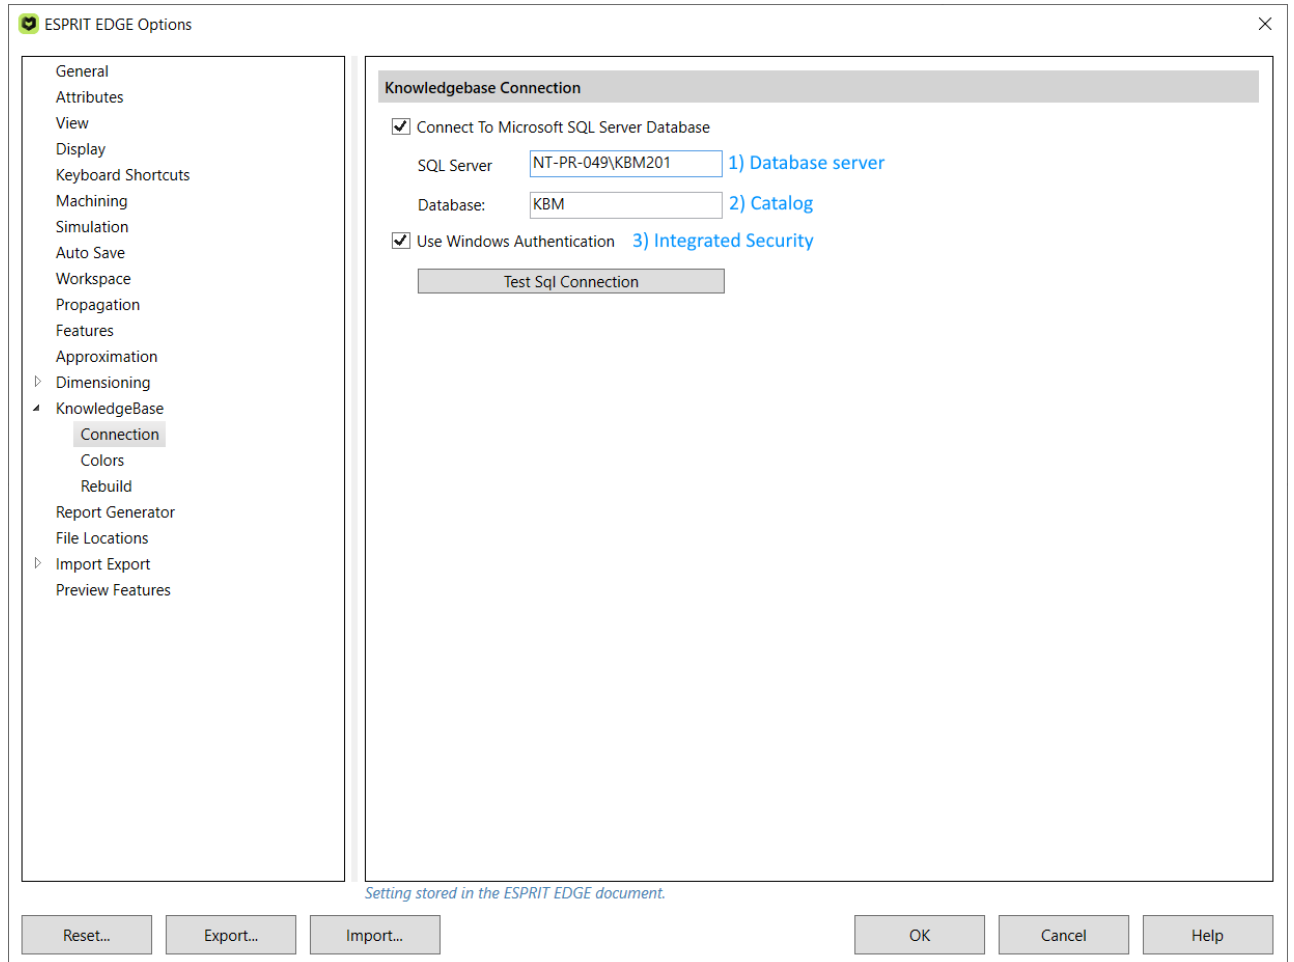 ESPRIT EDGE Options
General
Attributes
View
Display
Keyboard Shortcuts
Machining
Simulation
Auto Save
Workspace
Propagation
Features
Approximation
Dimensioning
KnowledgeBase
Connection
Colors
Rebuild
Report Generator
File Locations
Import Export
Preview Features
Knowledgebase Connection
Connect To Microsoft SQL Server Database
SQL Server NT-PR-049\KBM201 1) Database server
Database: KBM 2) Catalog
Use Windows Authentication 3) Integrated Security
Test Sql Connection
Setting stored in the ESPRIT EDGE document.
Reset... Export... Import... OK Cancel Help